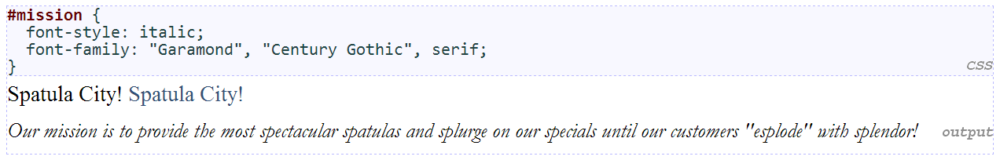 #mission {
  font-style: italic;
  font-family: "Garamond", "Century Gothic", serif;
}
CSS
Spatula City! Spatula City!
Our mission is to provide the most spectacular spatulas and splurge on our specials until our customers "esplode" with splendor!
output